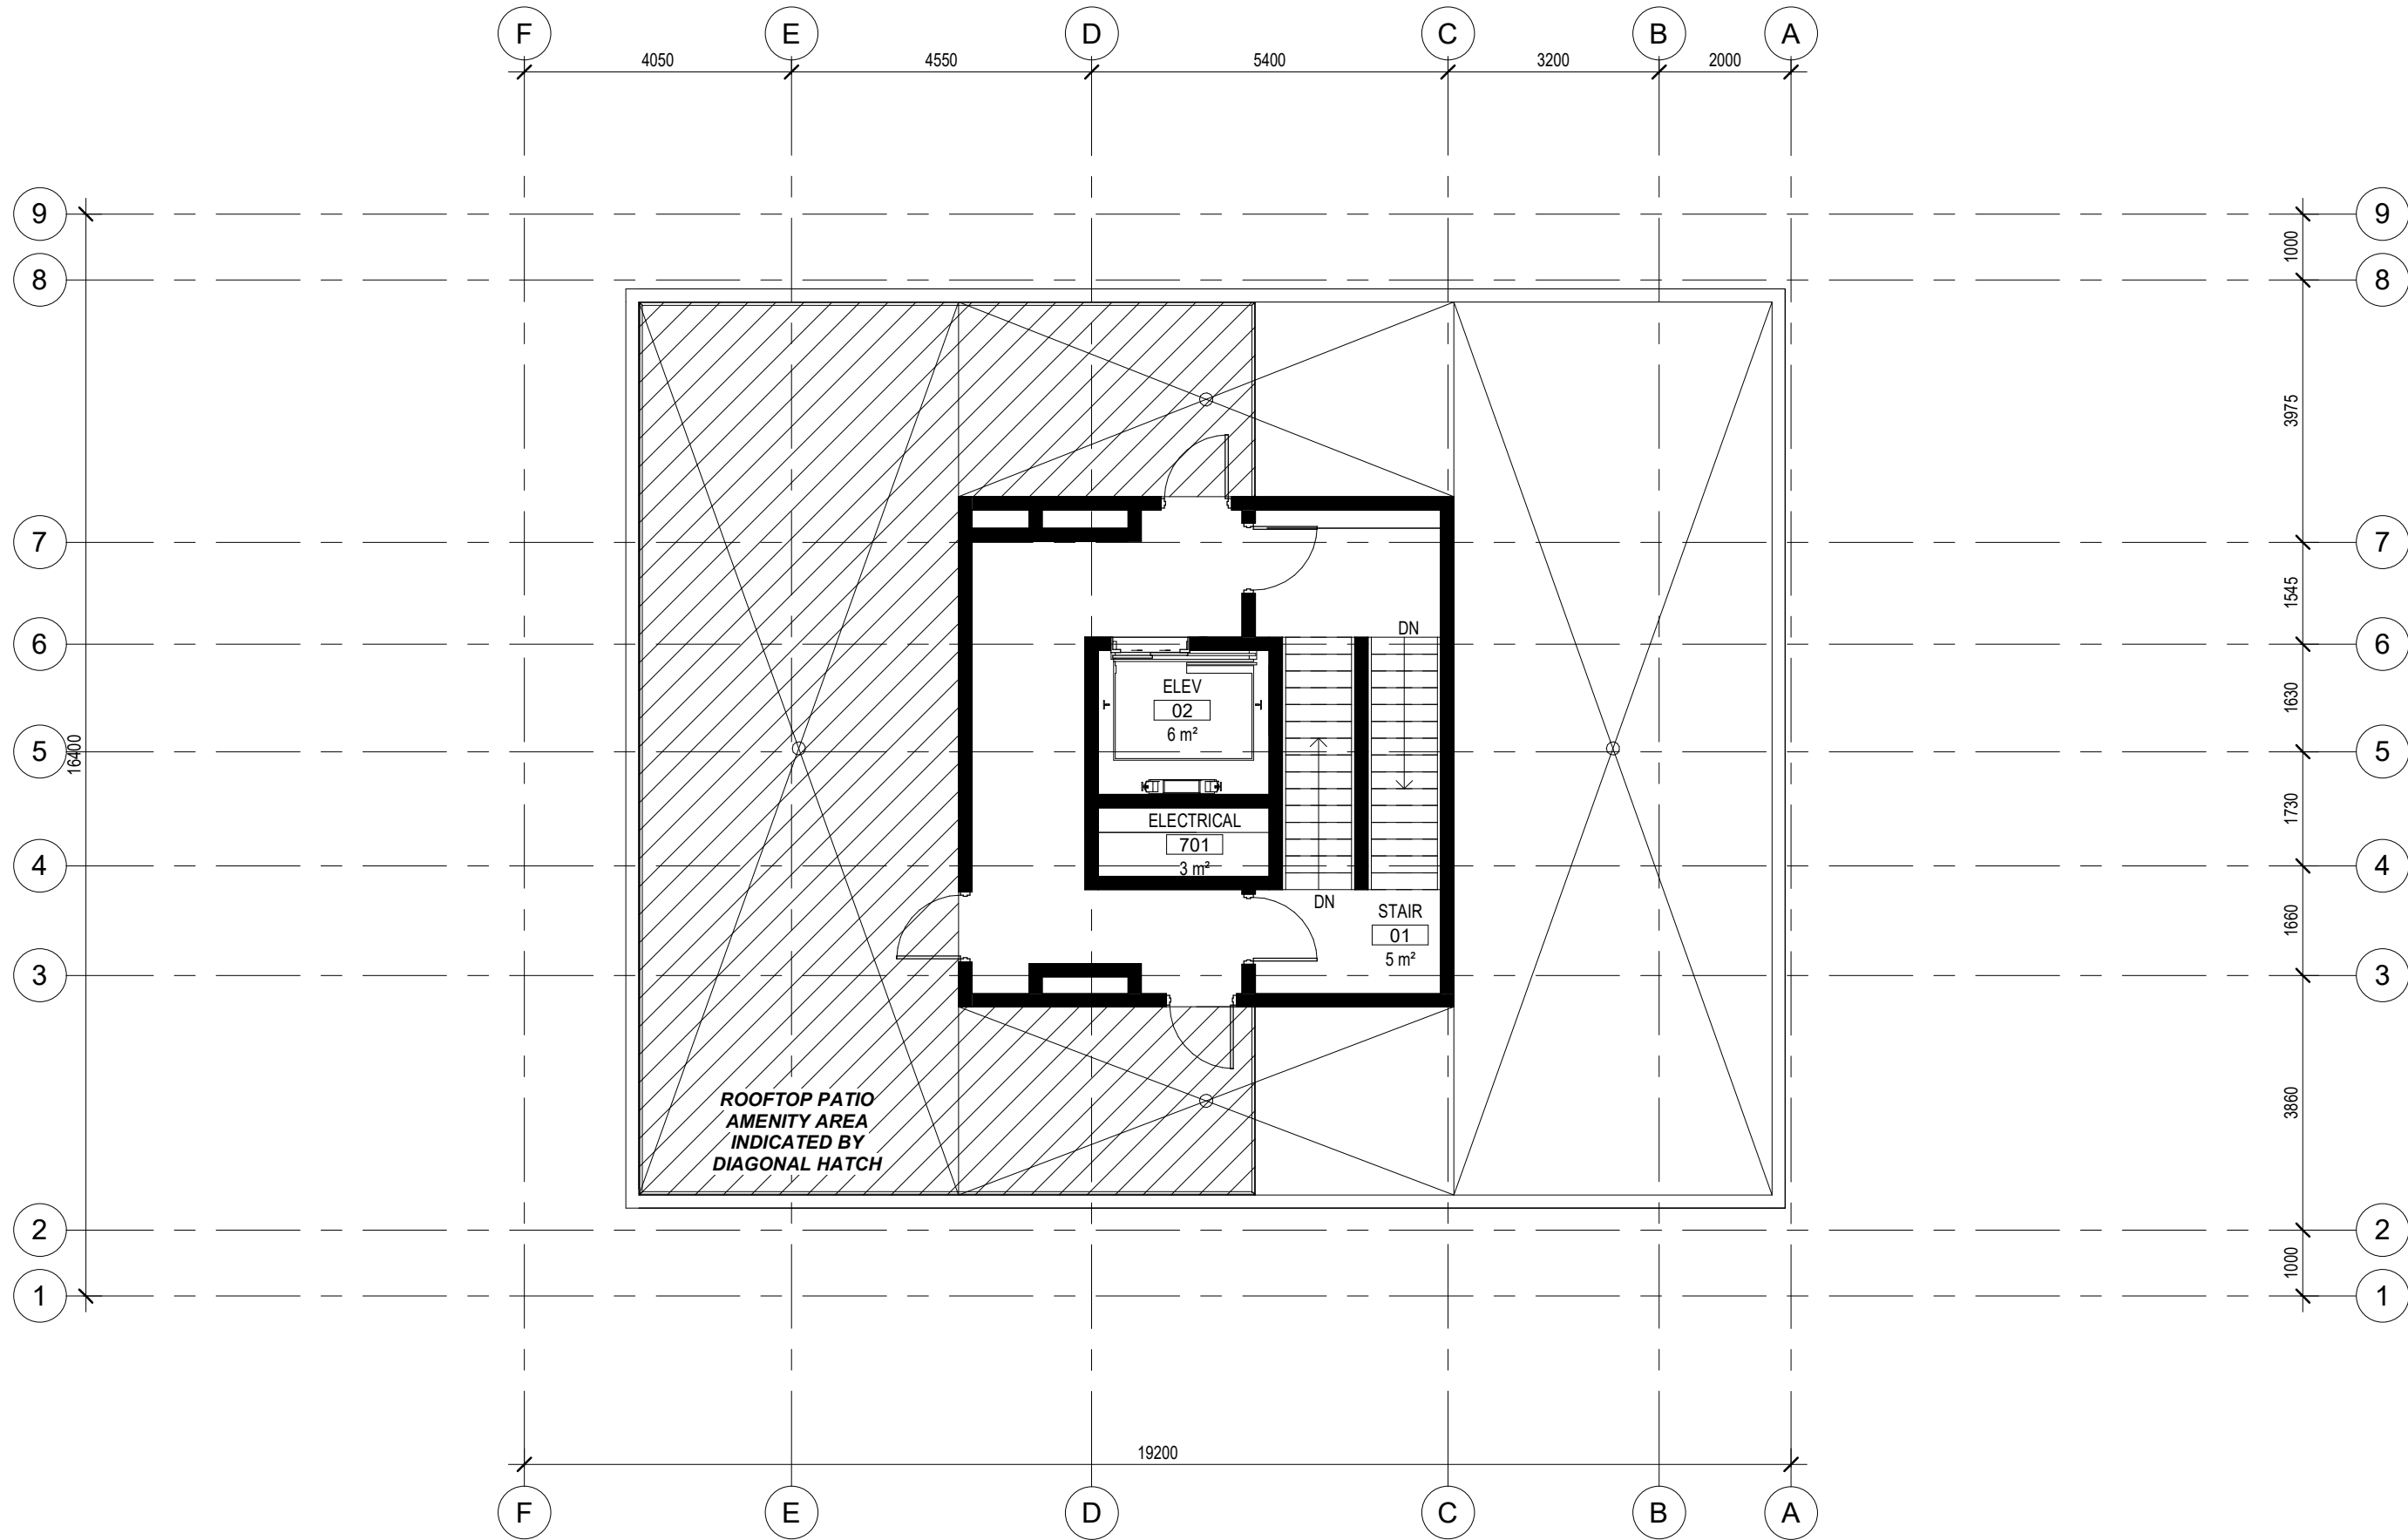 F E D C B A
4050 4550 5400 3200 2000
9 9
1000
8 8
3975
7 7
1545
DN
6 6
ELEV
1630
02
6 m²
5 16400 5
1730
ELECTRICAL
701
4 3 m² 4
DN
STAIR
1660
01
5 m²
3 3
ROOFTOP PATIO
3860
AMENITY AREA
INDICATED BY
DIAGONAL HATCH
2 2
1000
1 1
19200
F E D C B A